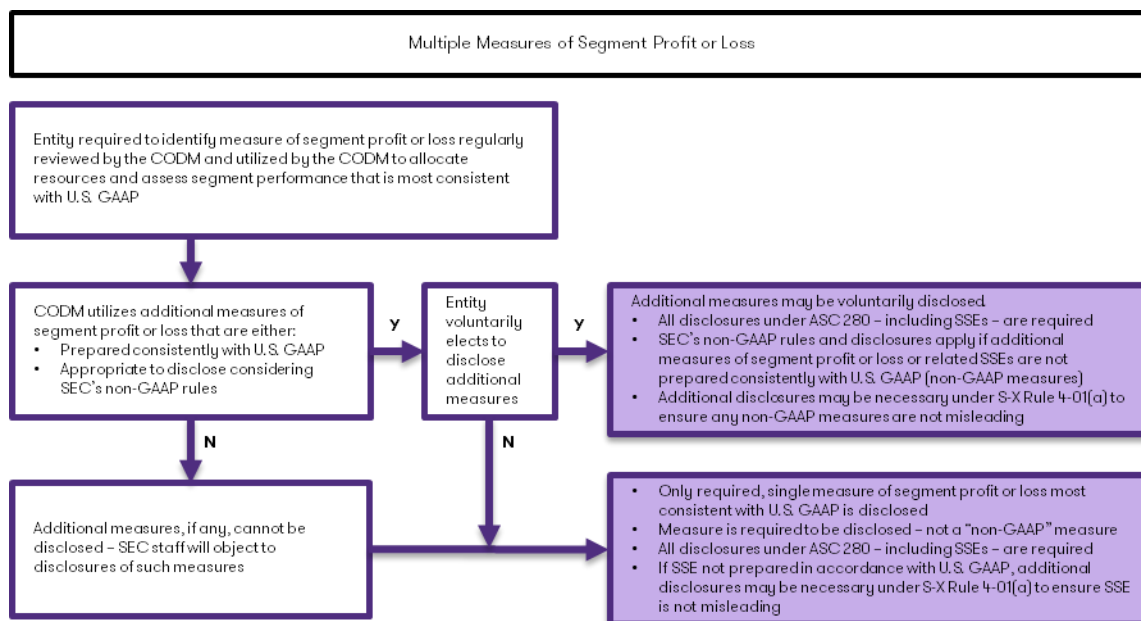 Multiple Measures of Segment Profit or Loss
Entity required to identify measure of segment profit or loss regularly
reviewed by the CODM and utilized by the CODM to allocate
resources and assess segment performance that is most consistent
with U.S. GAAP
CODM utilizes additional measures of
segment profit or loss that are either:
• Prepared consistently with U.S. GAAP
• Appropriate to disclose considering
SEC's non-GAAP rules
Y
Entity
voluntarily
elects to
disclose
additional
measures
Y
Additional measures may be voluntarily disclosed.
• All disclosures under ASC 280 – including SSEs – are required
• SEC's non-GAAP rules and disclosures apply if additional
measures of segment profit or loss or related SSEs are not
prepared consistently with U.S. GAAP (non-GAAP measures)
• Additional disclosures may be necessary under S-X Rule 4-01(a) to
ensure any non-GAAP measures are not misleading
N
N
Additional measures, if any, cannot be
disclosed – SEC staff will object to
disclosures of such measures
• Only required, single measure of segment profit or loss most
consistent with U.S. GAAP is disclosed
• Measure is required to be disclosed – not a "non-GAAP" measure
• All disclosures under ASC 280 – including SSEs – are required
• If SSE not prepared in accordance with U.S. GAAP, additional
disclosures may be necessary under S-X Rule 4-01(a) to ensure SSE
is not misleading